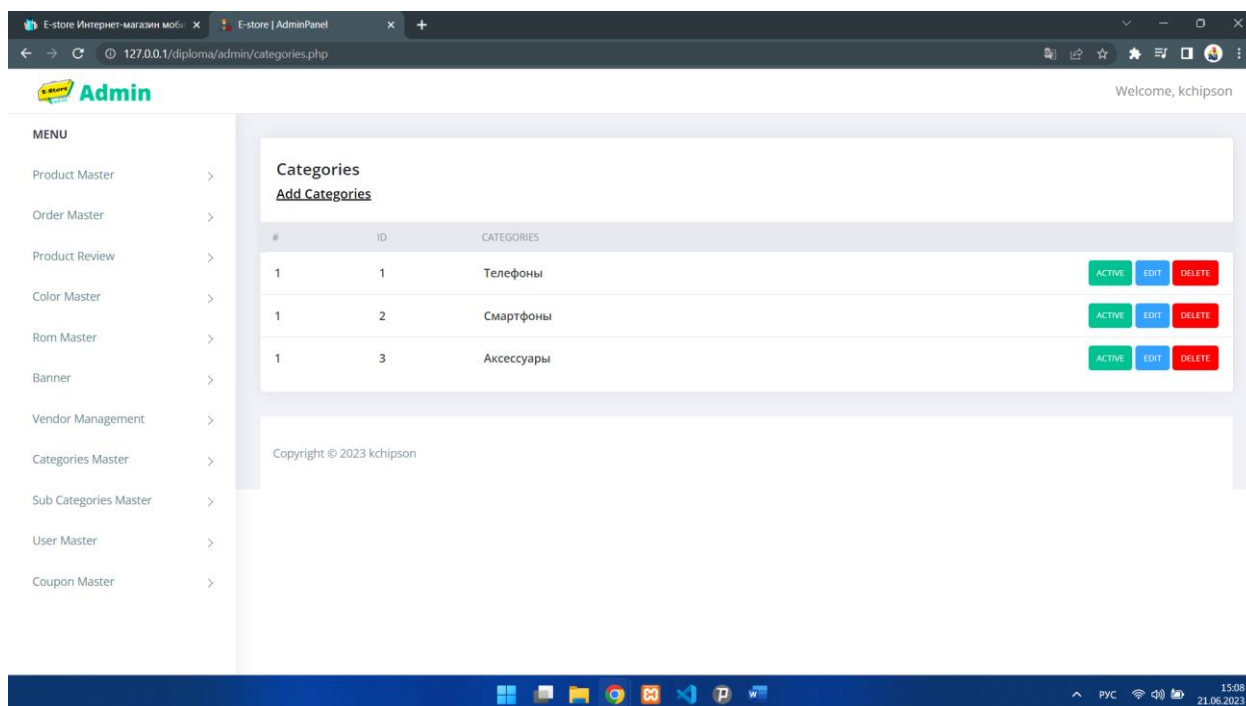 E-store Интернет-магазин моби
E-store | AdminPanel
127.0.0.1/diploma/admin/categories.php
E-Store Admin
Welcome, kchipson
MENU
Product Master
Order Master
Product Review
Color Master
Rom Master
Banner
Vendor Management
Categories Master
Sub Categories Master
User Master
Coupon Master
Categories
Add Categories
# ID CATEGORIES
1 1 Телефоны ACTIVE EDIT DELETE
1 2 Смартфоны ACTIVE EDIT DELETE
1 3 Аксессуары ACTIVE EDIT DELETE
Copyright © 2023 kchipson
РУС
15:08
21.06.2023